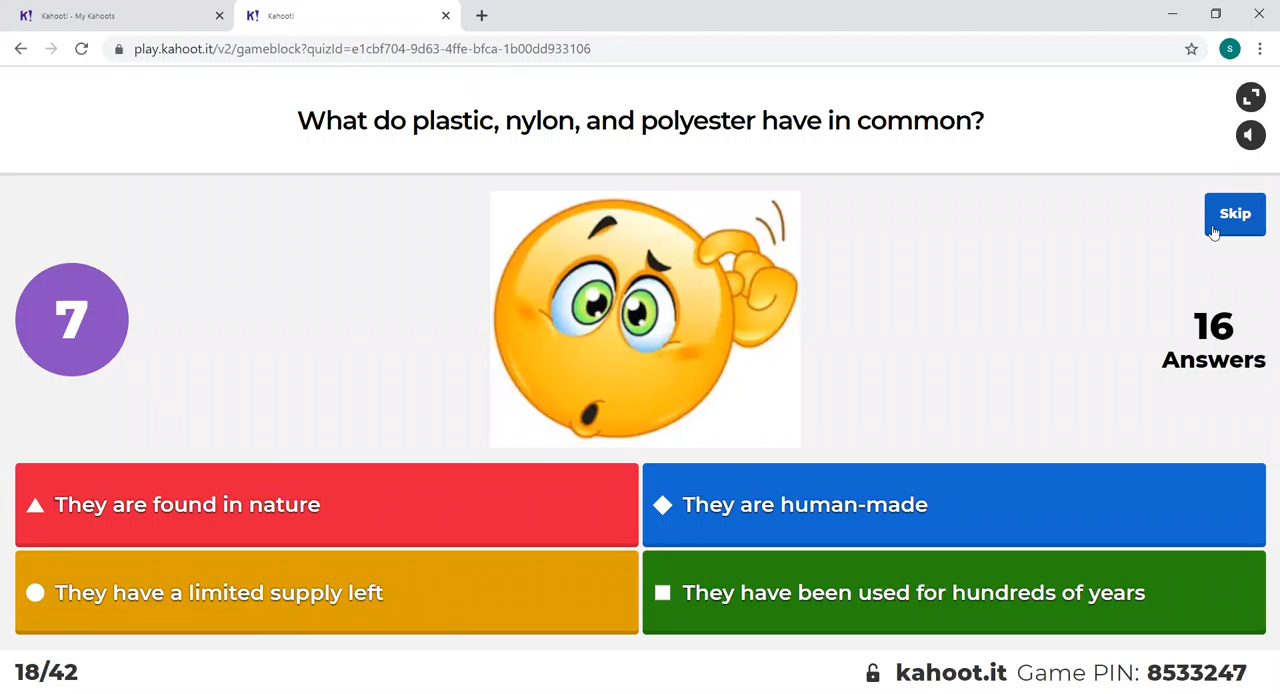 K! Kahoot! - My Kahoots
K! Kahoot!
play.kahoot.it/v2/gameblock?quizId=e1cbf704-9d63-4ffe-bfca-1b00dd933106
S
What do plastic, nylon, and polyester have in common?
Skip
7
16
Answers
They are found in nature
They are human-made
They have a limited supply left
They have been used for hundreds of years
18/42
kahoot.it Game PIN: 8533247